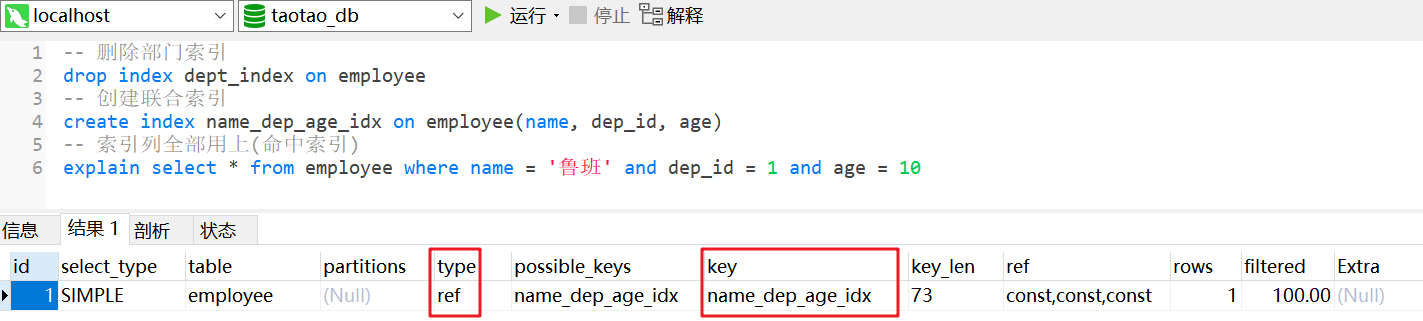 localhost taotao_db 运行 停止 解释
1 -- 删除部门索引
2 drop index dept_index on employee
3 -- 创建联合索引
4 create index name_dep_age_idx on employee(name, dep_id, age)
5 -- 索引列全部用上(命中索引)
6 explain select * from employee where name = '鲁班' and dep_id = 1 and age = 10
信息 结果 1 剖析 状态
id select_type table partitions type possible_keys key key_len ref rows filtered Extra
1 SIMPLE employee (Null) ref name_dep_age_idx name_dep_age_idx 73 const,const,const 1 100.00 (Null)